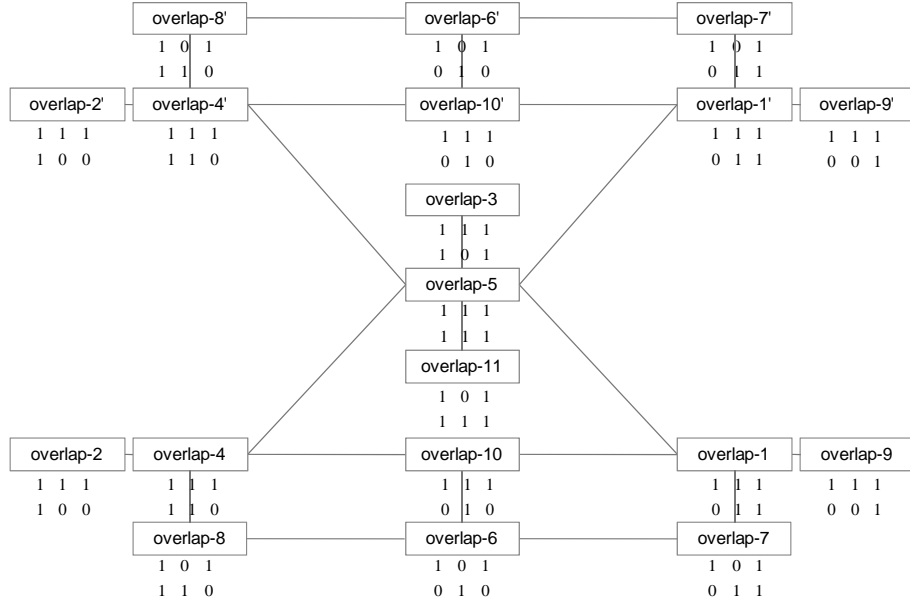 overlap-8' overlap-6' overlap-7'
1 0 1 1 0 1 1 0 1
1 1 0 0 1 0 0 1 1
overlap-2' overlap-4' overlap-10' overlap-1' overlap-9'
1 1 1 1 1 1 1 1 1 1 1 1 1 1 1
1 0 0 1 1 0 0 1 0 0 1 1 0 0 1
overlap-3
1 1 1
1 0 1
overlap-5
1 1 1
1 1 1
overlap-11
1 0 1
1 1 1
overlap-2 overlap-4 overlap-10 overlap-1 overlap-9
1 1 1 1 1 1 1 1 1 1 1 1 1 1 1
1 0 0 1 1 0 0 1 0 0 1 1 0 0 1
overlap-8 overlap-6 overlap-7
1 0 1 1 0 1 1 0 1
1 1 0 0 1 0 0 1 1